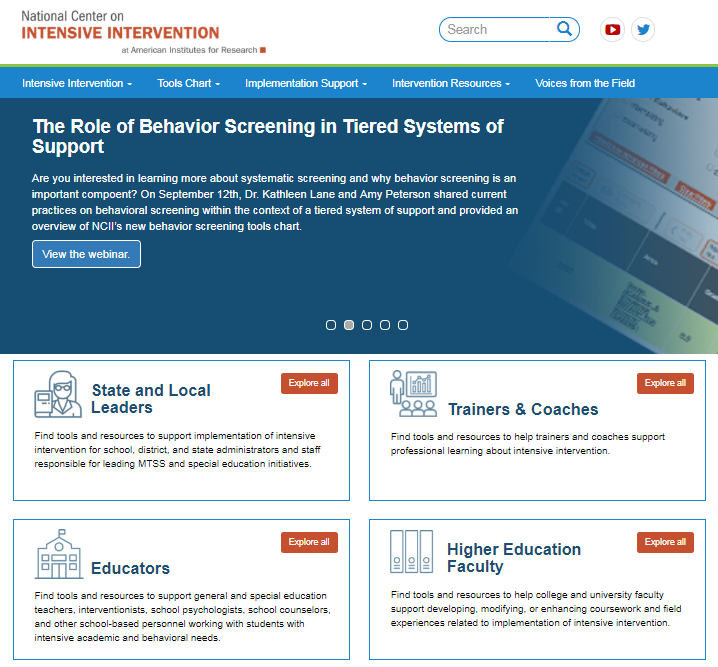 National Center on
INTENSIVE INTERVENTION
at American Institutes for Research
Search
Intensive Intervention
Tools Chart
Implementation Support
Intervention Resources
Voices from the Field
The Role of Behavior Screening in Tiered Systems of
Support
Are you interested in learning more about systematic screening and why behavior screening is an
important compoent? On September 12th, Dr. Kathleen Lane and Amy Peterson shared current
practices on behavioral screening within the context of a tiered system of support and provided an
overview of NCII's new behavior screening tools chart.
View the webinar.
State and Local
Leaders
Explore all
Find tools and resources to support implementation of intensive
intervention for school, district, and state administrators and staff
responsible for leading MTSS and special education initiatives.
Trainers & Coaches
Explore all
Find tools and resources to help trainers and coaches support
professional learning about intensive intervention.
Educators
Explore all
Find tools and resources to support general and special education
teachers, interventionists, school psychologists, school counselors,
and other school-based personnel working with students with
intensive academic and behavioral needs.
Higher Education
Faculty
Explore all
Find tools and resources to help college and university faculty
support developing, modifying, or enhancing coursework and field
experiences related to implementation of intensive intervention.